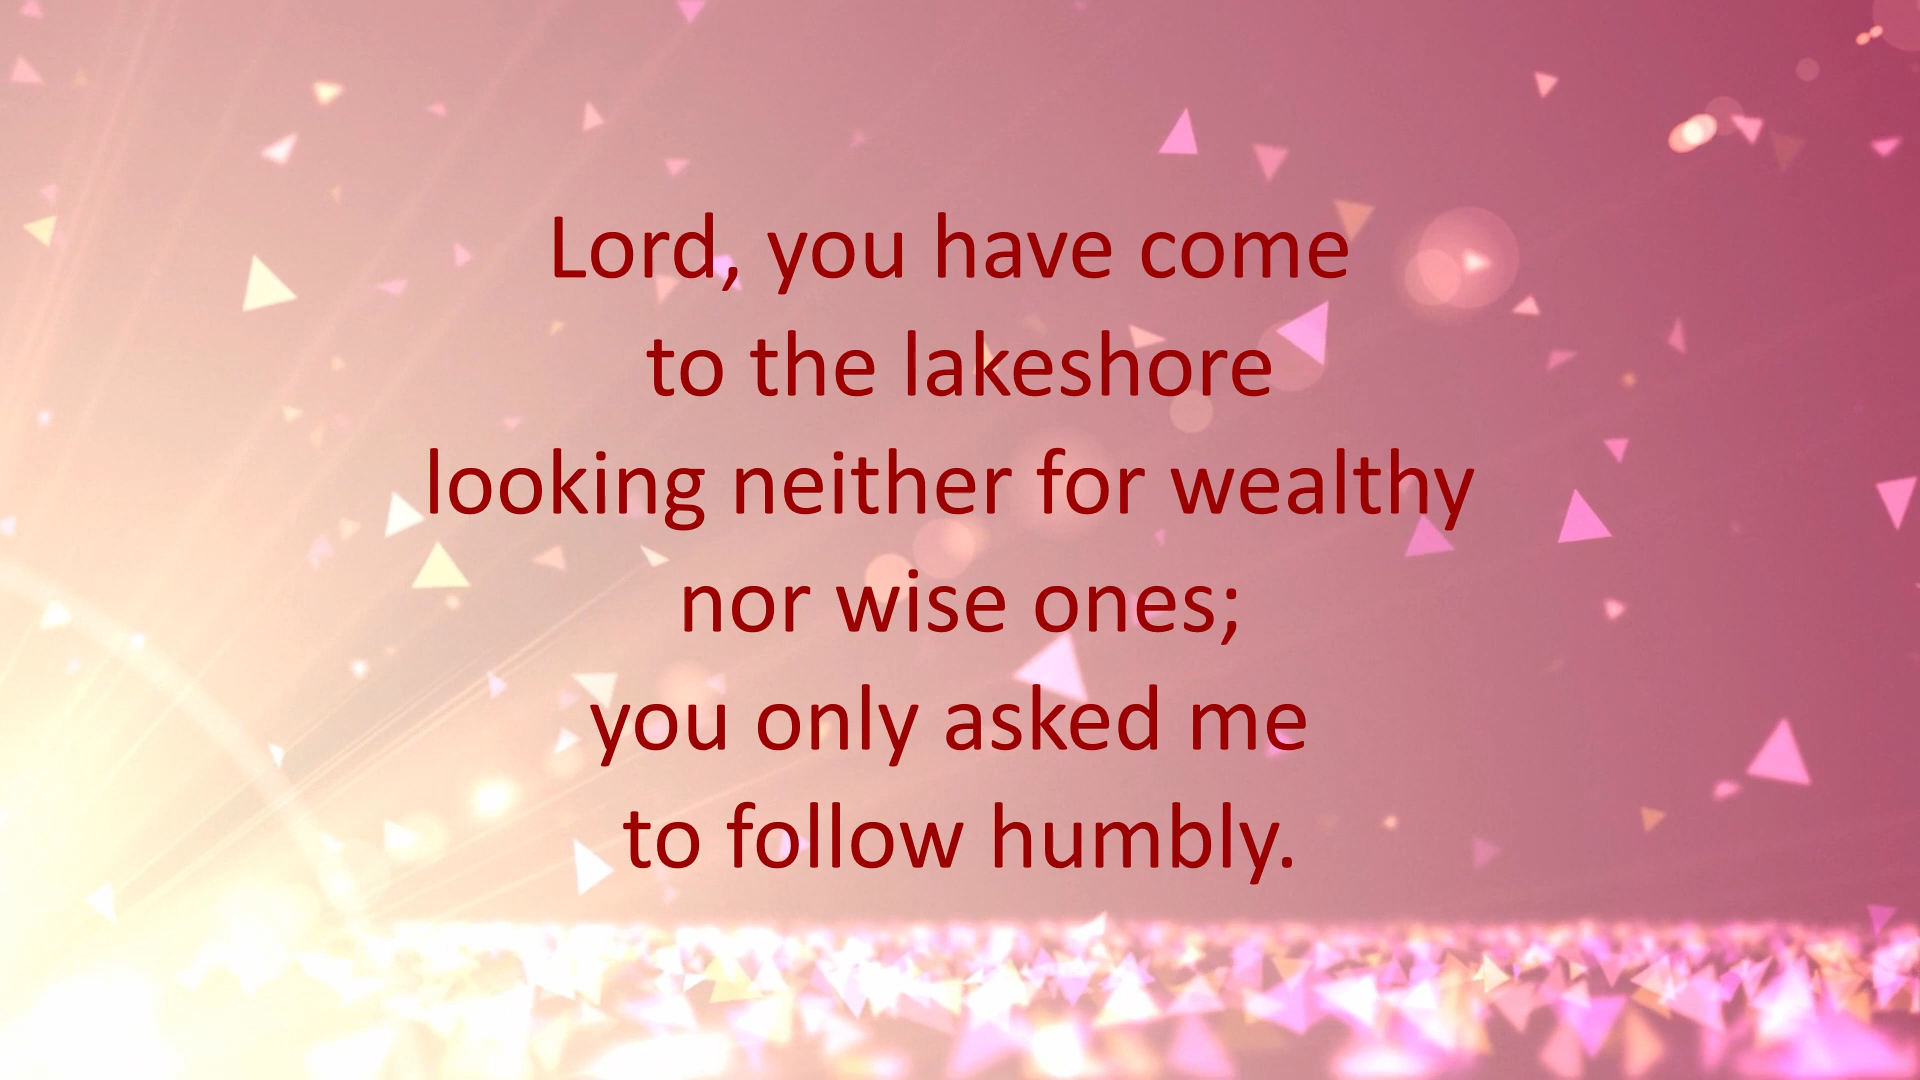 Lord, you have come
to the lakeshore
looking neither for wealthy
nor wise ones;
you only asked me
to follow humbly.